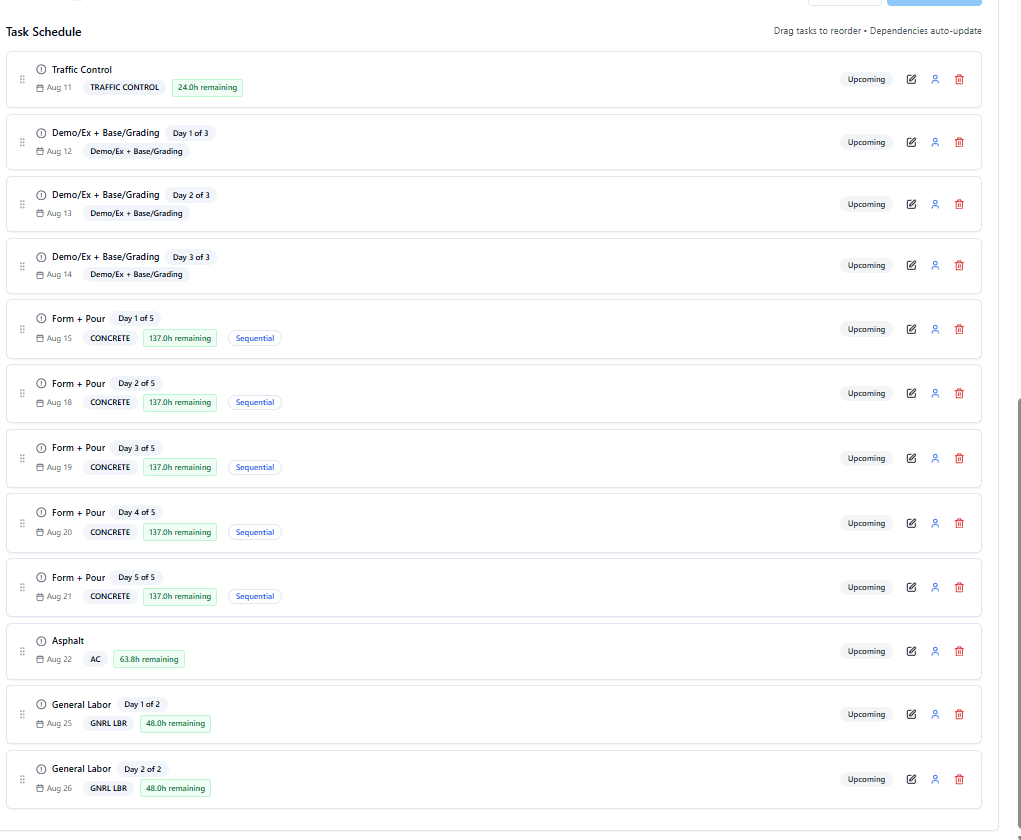 Task Schedule
Drag tasks to reorder • Dependencies auto-update
Traffic Control
Aug 11 TRAFFIC CONTROL 24.0h remaining
Upcoming
Demo/Ex + Base/Grading Day 1 of 3
Aug 12 Demo/Ex + Base/Grading
Upcoming
Demo/Ex + Base/Grading Day 2 of 3
Aug 13 Demo/Ex + Base/Grading
Upcoming
Demo/Ex + Base/Grading Day 3 of 3
Aug 14 Demo/Ex + Base/Grading
Upcoming
Form + Pour Day 1 of 5
Aug 15 CONCRETE 137.0h remaining Sequential
Upcoming
Form + Pour Day 2 of 5
Aug 18 CONCRETE 137.0h remaining Sequential
Upcoming
Form + Pour Day 3 of 5
Aug 19 CONCRETE 137.0h remaining Sequential
Upcoming
Form + Pour Day 4 of 5
Aug 20 CONCRETE 137.0h remaining Sequential
Upcoming
Form + Pour Day 5 of 5
Aug 21 CONCRETE 137.0h remaining Sequential
Upcoming
Asphalt
Aug 22 AC 63.8h remaining
Upcoming
General Labor Day 1 of 2
Aug 25 GNRL LBR 48.0h remaining
Upcoming
General Labor Day 2 of 2
Aug 26 GNRL LBR 48.0h remaining
Upcoming